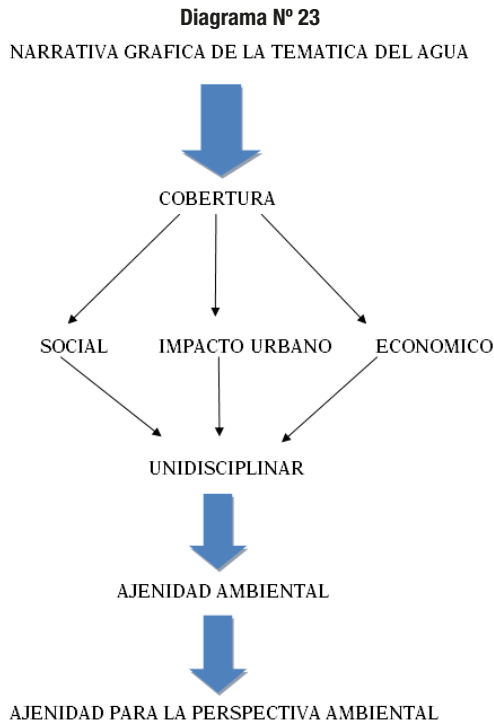 Diagrama Nº 23
NARRATIVA GRAFICA DE LA TEMATICA DEL AGUA
COBERTURA
SOCIAL IMPACTO URBANO ECONOMICO
UNIDISCIPLINAR
AJENIDAD AMBIENTAL
AJENIDAD PARA LA PERSPECTIVA AMBIENTAL